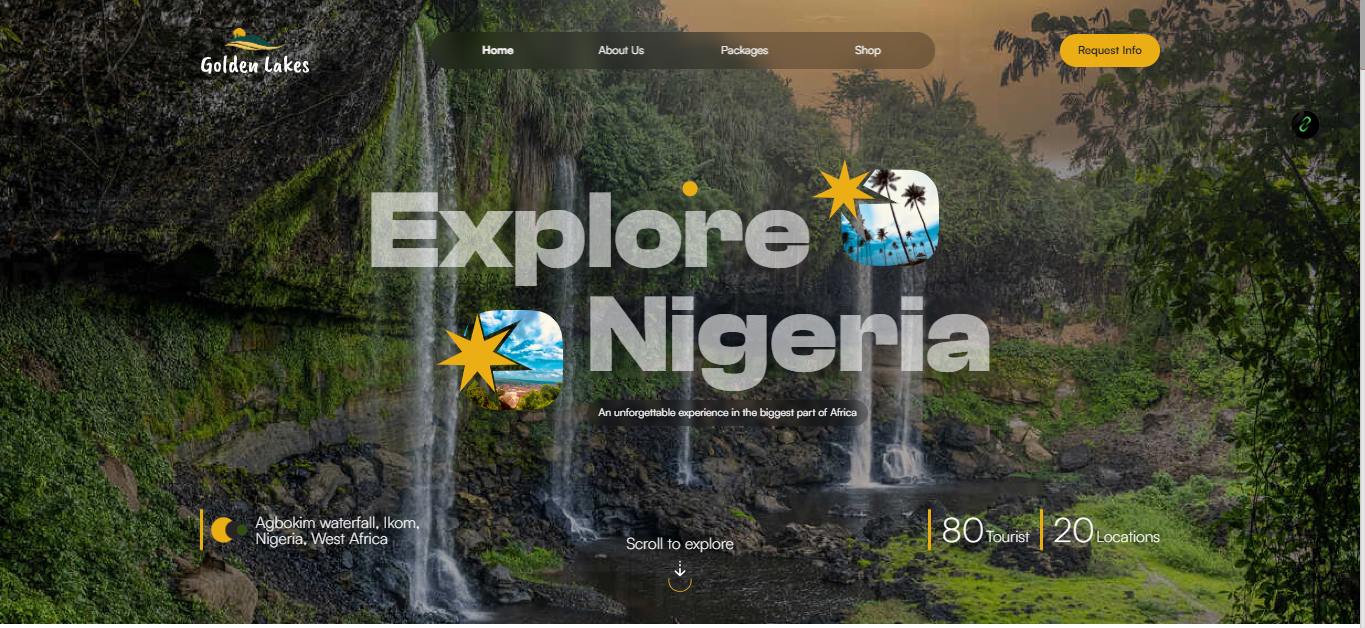 Golden Lakes
Home
About Us
Packages
Shop
Request Info
Explore
Nigeria
An unforgettable experience in the biggest part of Africa
Agbokim waterfall, Ikom,
Nigeria, West Africa
Scroll to explore
80 Tourist
20 Locations